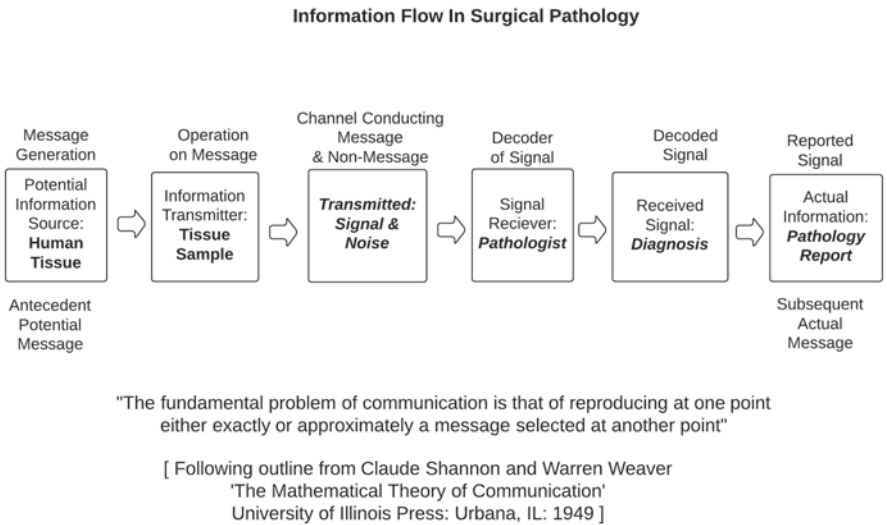 Information Flow In Surgical Pathology
Message
Generation
Potential
Information
Source:
Human
Tissue
Antecedent
Potential
Message
Operation
on Message
Information
Transmitter:
Tissue
Sample
Channel Conducting
Message
& Non-Message
Transmitted:
Signal &
Noise
Decoder
of Signal
Signal
Reciever:
Pathologist
Decoded
Signal
Received
Signal:
Diagnosis
Reported
Signal
Actual
Information:
Pathology
Report
Subsequent
Actual
Message
"The fundamental problem of communication is that of reproducing at one point
either exactly or approximately a message selected at another point"
[ Following outline from Claude Shannon and Warren Weaver
'The Mathematical Theory of Communication'
University of Illinois Press: Urbana, IL: 1949 ]